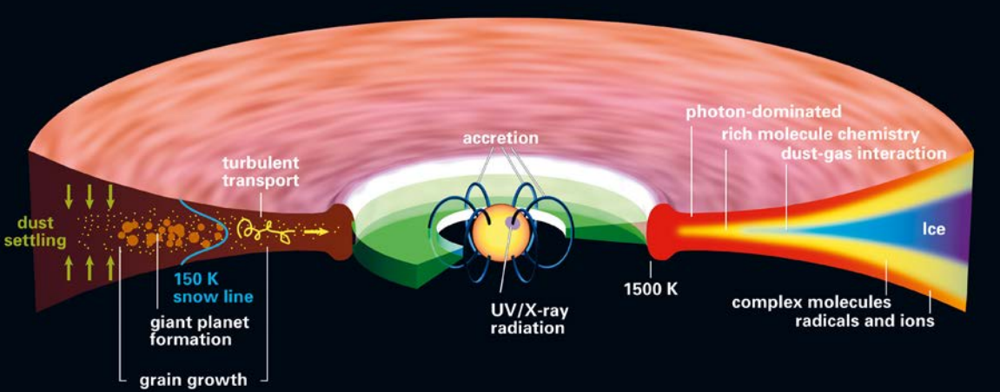 photon-dominated
rich molecule chemistry
dust-gas interaction
accretion
turbulent
transport
dust
settling
Ice
150 K
snow line
1500 K
complex molecules
radicals and ions
UV/X-ray
radiation
giant planet
formation
grain growth